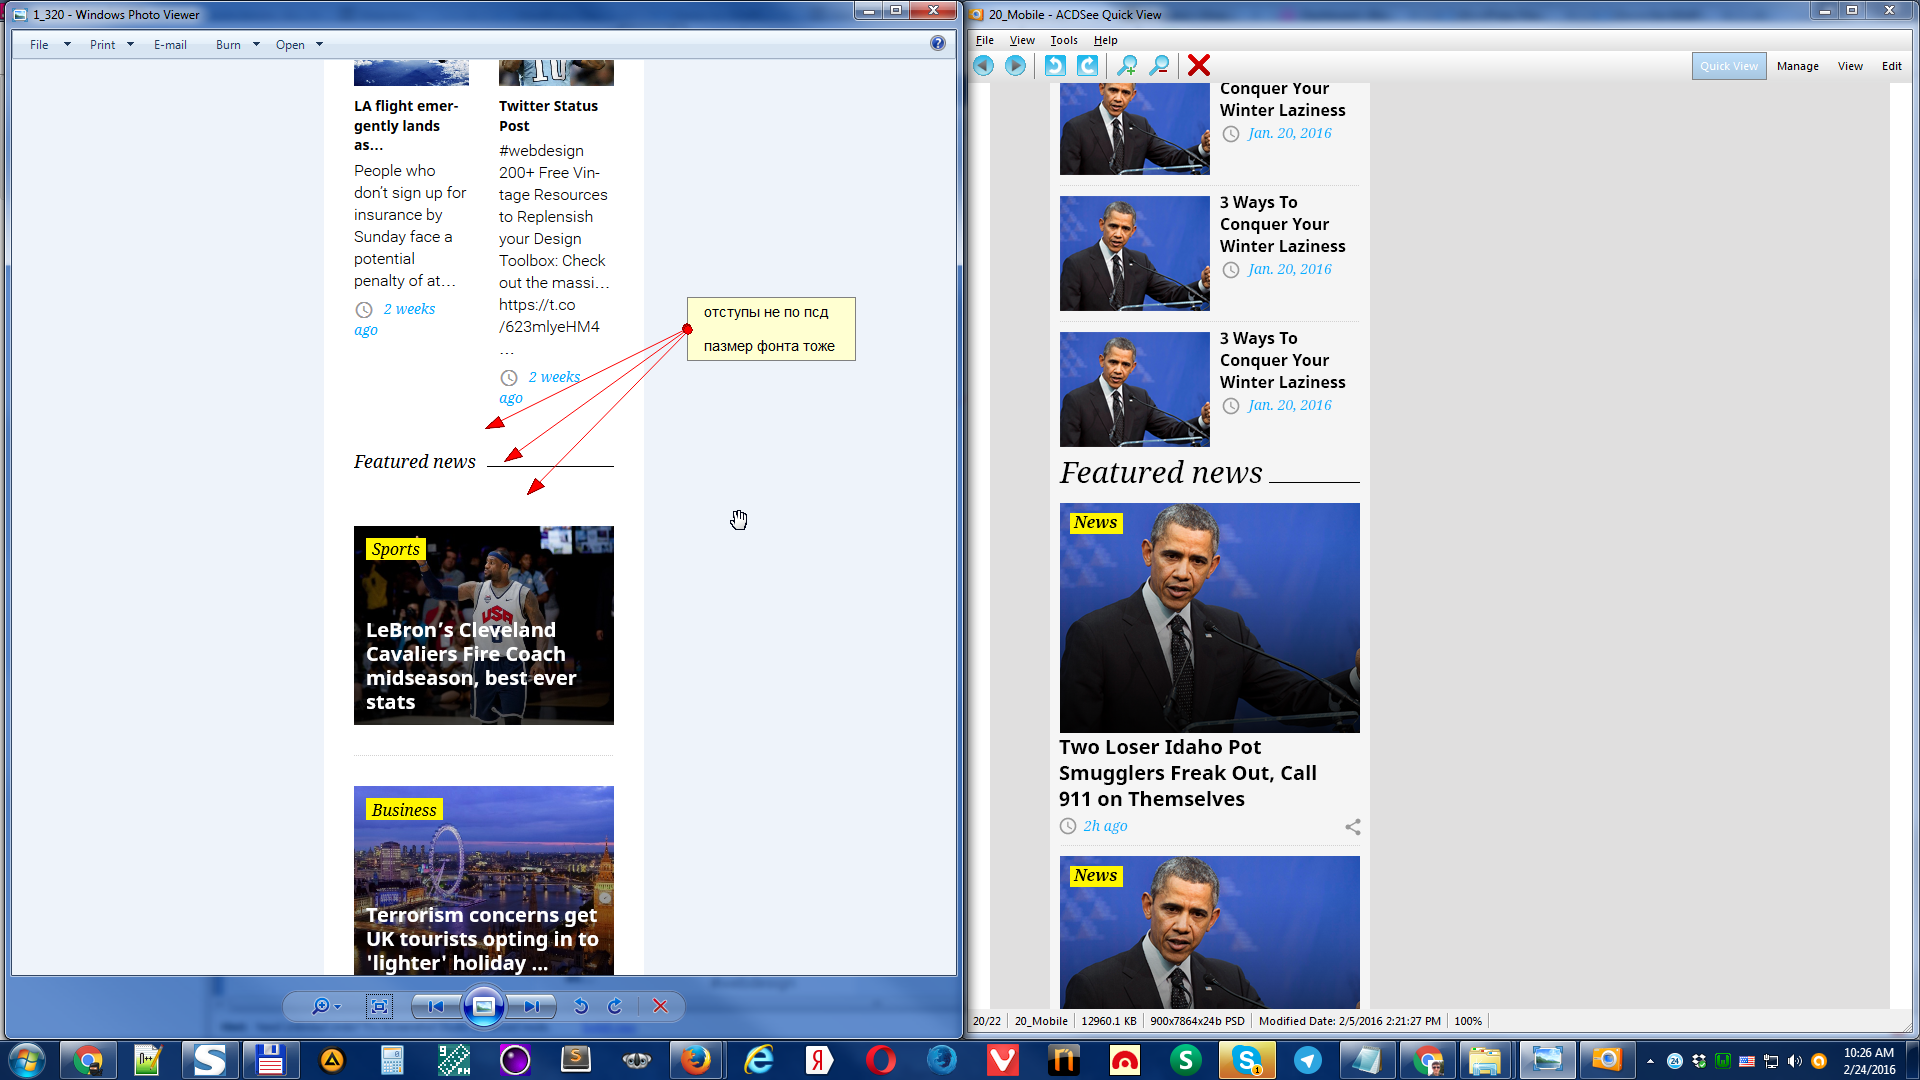 1_320 - Windows Photo Viewer
File Print E-mail Burn Open
LA flight emer-
gently lands
as...
People who
don't sign up for
insurance by
Sunday face a
potential
penalty of at...
2 weeks
ago
Twitter Status
Post
#webdesign
200+ Free Vin-
tage Resources
to Replensish
your Design
Toolbox: Check
out the massi...
https://t.co
/623mlyeHM4
...
2 weeks
ago
отступы не по псд
пазмер фонта тоже
Featured news
Sports
USA
LeBron's Cleveland
Cavaliers Fire Coach
midseason, best ever
stats
Business
Terrorism concerns get
UK tourists opting in to
'lighter' holiday ...
20_Mobile - ACDSee Quick View
File View Tools Help
Quick View Manage View Edit
Conquer Your
Winter Laziness
Jan. 20, 2016
3 Ways To
Conquer Your
Winter Laziness
Jan. 20, 2016
3 Ways To
Conquer Your
Winter Laziness
Jan. 20, 2016
Featured news
News
Two Loser Idaho Pot
Smugglers Freak Out, Call
911 on Themselves
2h ago
News
20/22 20_Mobile 12960.1 KB 900x7864x24b PSD Modified Date: 2/5/2016 2:21:27 PM 100%
10:26 AM
2/24/2016